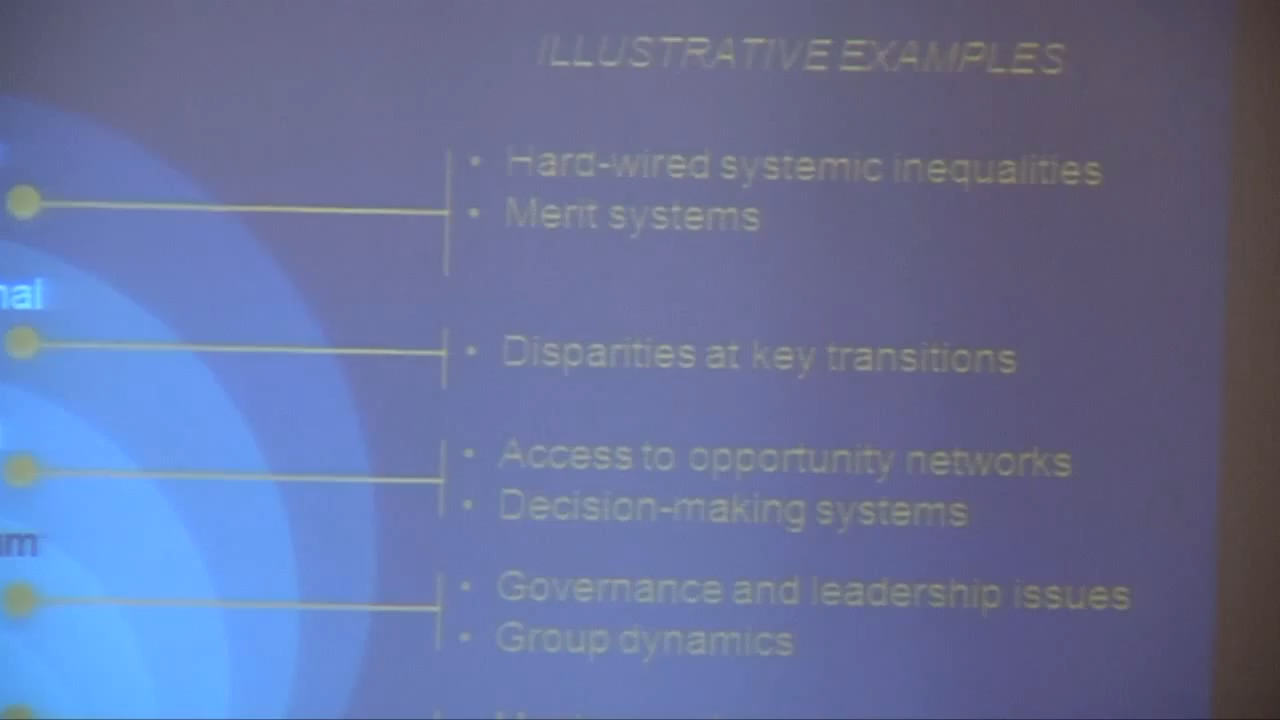 ILLUSTRATIVE EXAMPLES
• Hard-wired systemic inequalities
• Merit systems
nal
• Disparities at key transitions
• Access to opportunity networks
• Decision-making systems
• Governance and leadership issues
• Group dynamics